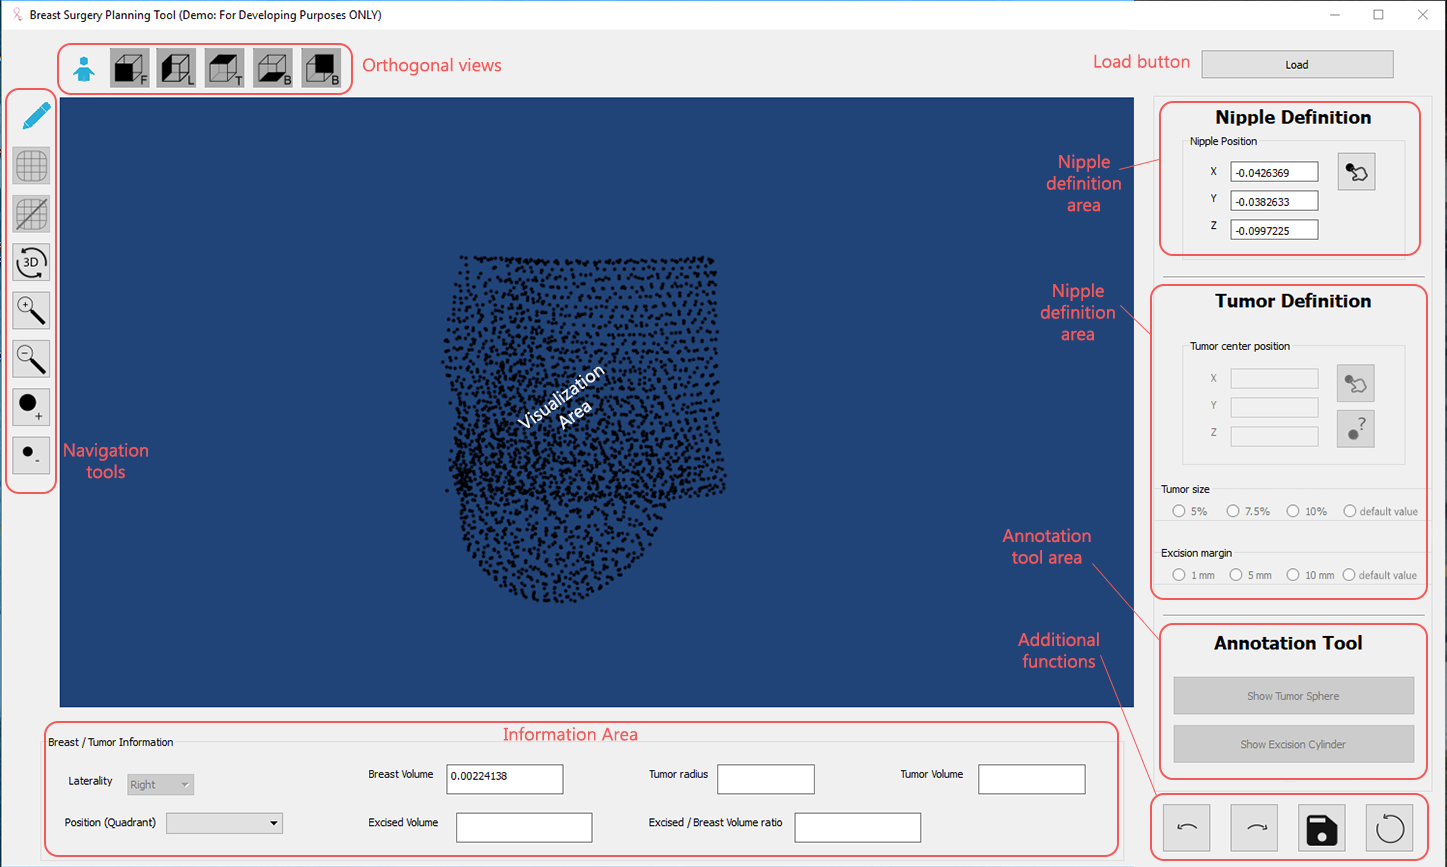 Breast Surgery Planning Tool (Demo: For Developing Purposes ONLY)
F
L
T
B
B
Orthogonal views
Load button
Load
3D
+
-
+
-
Navigation
tools
Visualization
Area
Nipple
definition
area
Nipple Definition
Nipple Position
X
-0.0426369
Y
-0.0382633
Z
-0.0997225
Nipple
definition
area
Tumor Definition
Tumor center position
X
Y
?
Z
Tumor size
5% 7.5% 10% default value
Excision margin
1 mm 5 mm 10 mm default value
Annotation
tool area
Annotation Tool
Show Tumor Sphere
Show Excision Cylinder
Additional
functions
Information Area
Breast / Tumor Information
Laterality Right
Breast Volume 0.00224138
Tumor radius
Tumor Volume
Position (Quadrant)
Excised Volume
Excised / Breast Volume ratio